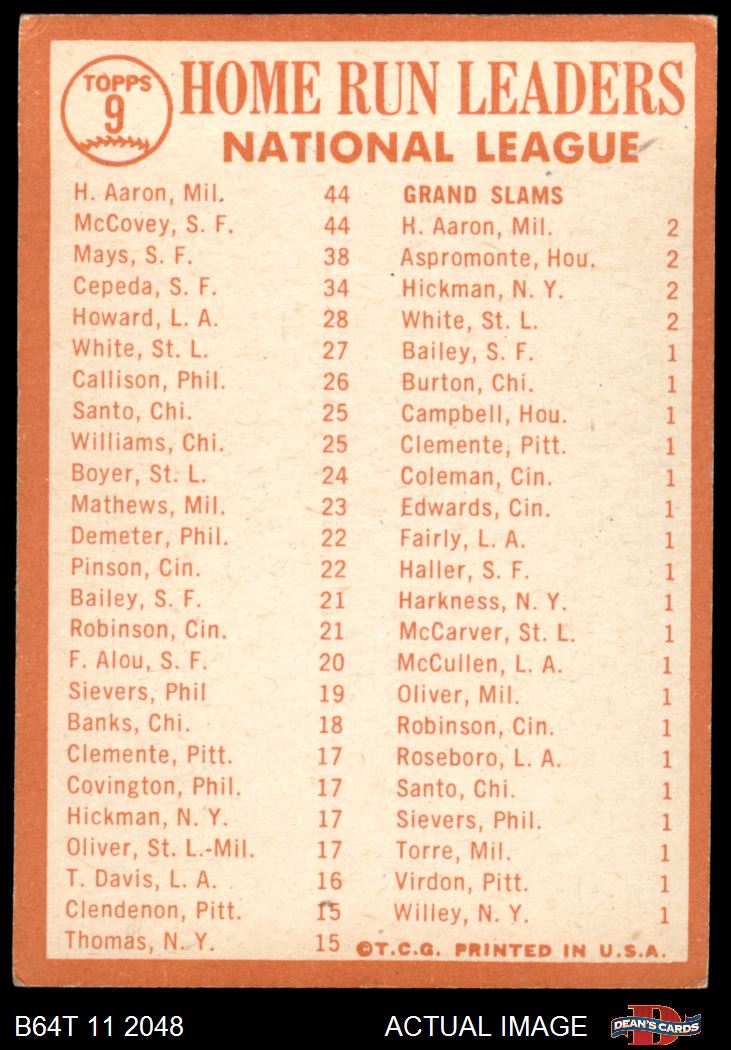 TOPPS
9
HOME RUN LEADERS
NATIONAL LEAGUE
H. Aaron, Mil. 44
McCovey, S. F. 44
Mays, S. F. 38
Cepeda, S. F. 34
Howard, L. A. 28
White, St. L. 27
Callison, Phil. 26
Santo, Chi. 25
Williams, Chi. 25
Boyer, St. L. 24
Mathews, Mil. 23
Demeter, Phil. 22
Pinson, Cin. 22
Bailey, S. F. 21
Robinson, Cin. 21
F. Alou, S. F. 20
Sievers, Phil 19
Banks, Chi. 18
Clemente, Pitt. 17
Covington, Phil. 17
Hickman, N. Y. 17
Oliver, St. L.-Mil. 17
T. Davis, L. A. 16
Clendenon, Pitt. 15
Thomas, N. Y. 15
GRAND SLAMS
H. Aaron, Mil. 2
Aspromonte, Hou. 2
Hickman, N. Y. 2
White, St. L. 2
Bailey, S. F. 1
Burton, Chi. 1
Campbell, Hou. 1
Clemente, Pitt. 1
Coleman, Cin. 1
Edwards, Cin. 1
Fairly, L. A. 1
Haller, S. F. 1
Harkness, N. Y. 1
McCarver, St. L. 1
McCullen, L. A. 1
Oliver, Mil. 1
Robinson, Cin. 1
Roseboro, L. A. 1
Santo, Chi. 1
Sievers, Phil. 1
Torre, Mil. 1
Virdon, Pitt. 1
Willey, N. Y. 1
©T.C.G. PRINTED IN U.S.A.
B64T 11 2048
ACTUAL IMAGE
D
DEAN'S CARDS